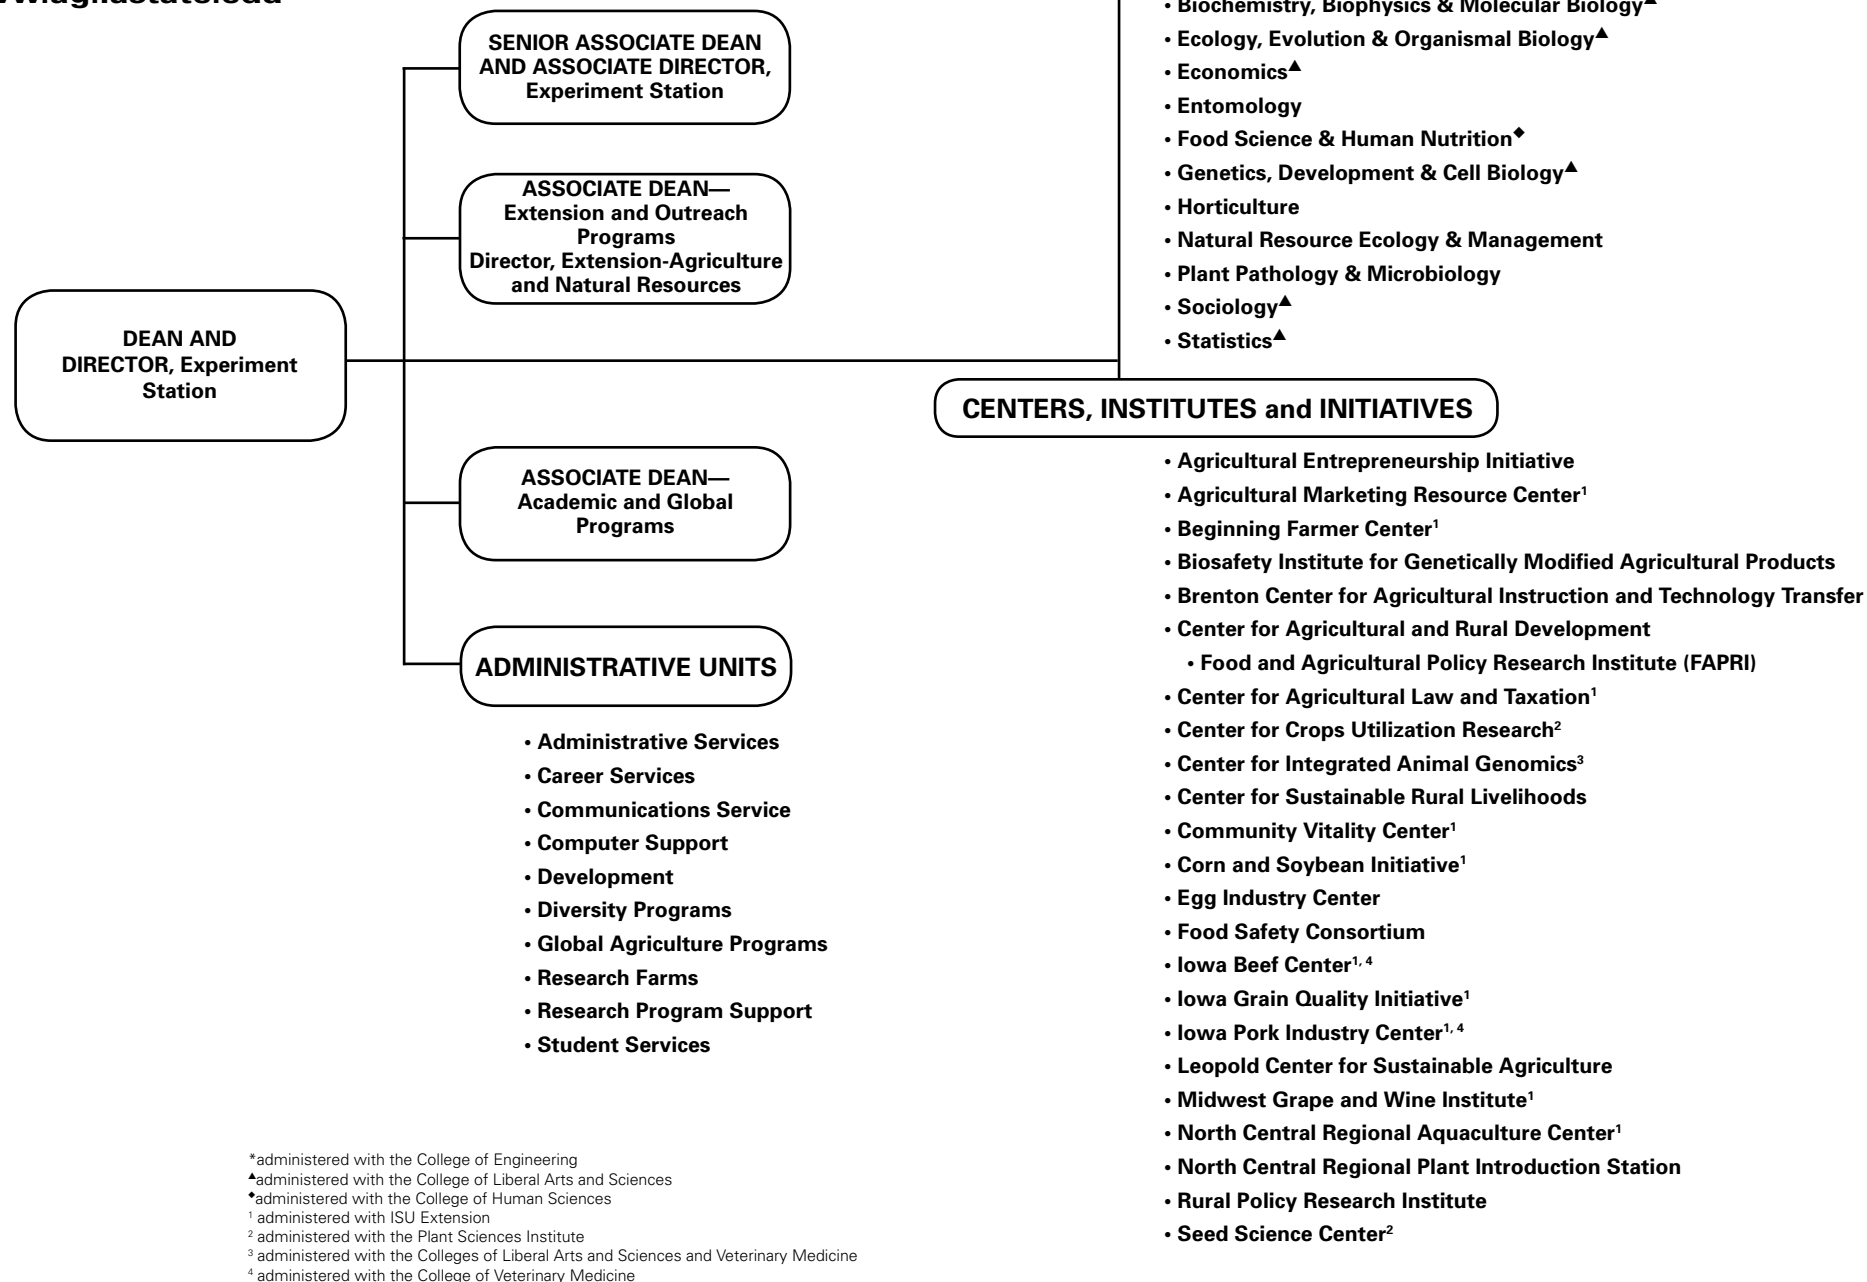 SENIOR ASSOCIATE DEAN
AND ASSOCIATE DIRECTOR,
Experiment Station
ASSOCIATE DEAN—
Extension and Outreach
Programs
Director, Extension-Agriculture
and Natural Resources
DEAN AND
DIRECTOR, Experiment
Station
ASSOCIATE DEAN—
Academic and Global
Programs
ADMINISTRATIVE UNITS
• Administrative Services
• Career Services
• Communications Service
• Computer Support
• Development
• Diversity Programs
• Global Agriculture Programs
• Research Farms
• Research Program Support
• Student Services
• Biochemistry, Biophysics & Molecular Biology▲
• Ecology, Evolution & Organismal Biology▲
• Economics▲
• Entomology
• Food Science & Human Nutrition◆
• Genetics, Development & Cell Biology▲
• Horticulture
• Natural Resource Ecology & Management
• Plant Pathology & Microbiology
• Sociology▲
• Statistics▲
CENTERS, INSTITUTES and INITIATIVES
• Agricultural Entrepreneurship Initiative
• Agricultural Marketing Resource Center¹
• Beginning Farmer Center¹
• Biosafety Institute for Genetically Modified Agricultural Products
• Brenton Center for Agricultural Instruction and Technology Transfer
• Center for Agricultural and Rural Development
• Food and Agricultural Policy Research Institute (FAPRI)
• Center for Agricultural Law and Taxation¹
• Center for Crops Utilization Research²
• Center for Integrated Animal Genomics³
• Center for Sustainable Rural Livelihoods
• Community Vitality Center¹
• Corn and Soybean Initiative¹
• Egg Industry Center
• Food Safety Consortium
• Iowa Beef Center¹, ⁴
• Iowa Grain Quality Initiative¹
• Iowa Pork Industry Center¹, ⁴
• Leopold Center for Sustainable Agriculture
• Midwest Grape and Wine Institute¹
• North Central Regional Aquaculture Center¹
• North Central Regional Plant Introduction Station
• Rural Policy Research Institute
• Seed Science Center²
*administered with the College of Engineering
▲administered with the College of Liberal Arts and Sciences
◆administered with the College of Human Sciences
¹ administered with ISU Extension
² administered with the Plant Sciences Institute
³ administered with the Colleges of Liberal Arts and Sciences and Veterinary Medicine
⁴ administered with the College of Veterinary Medicine